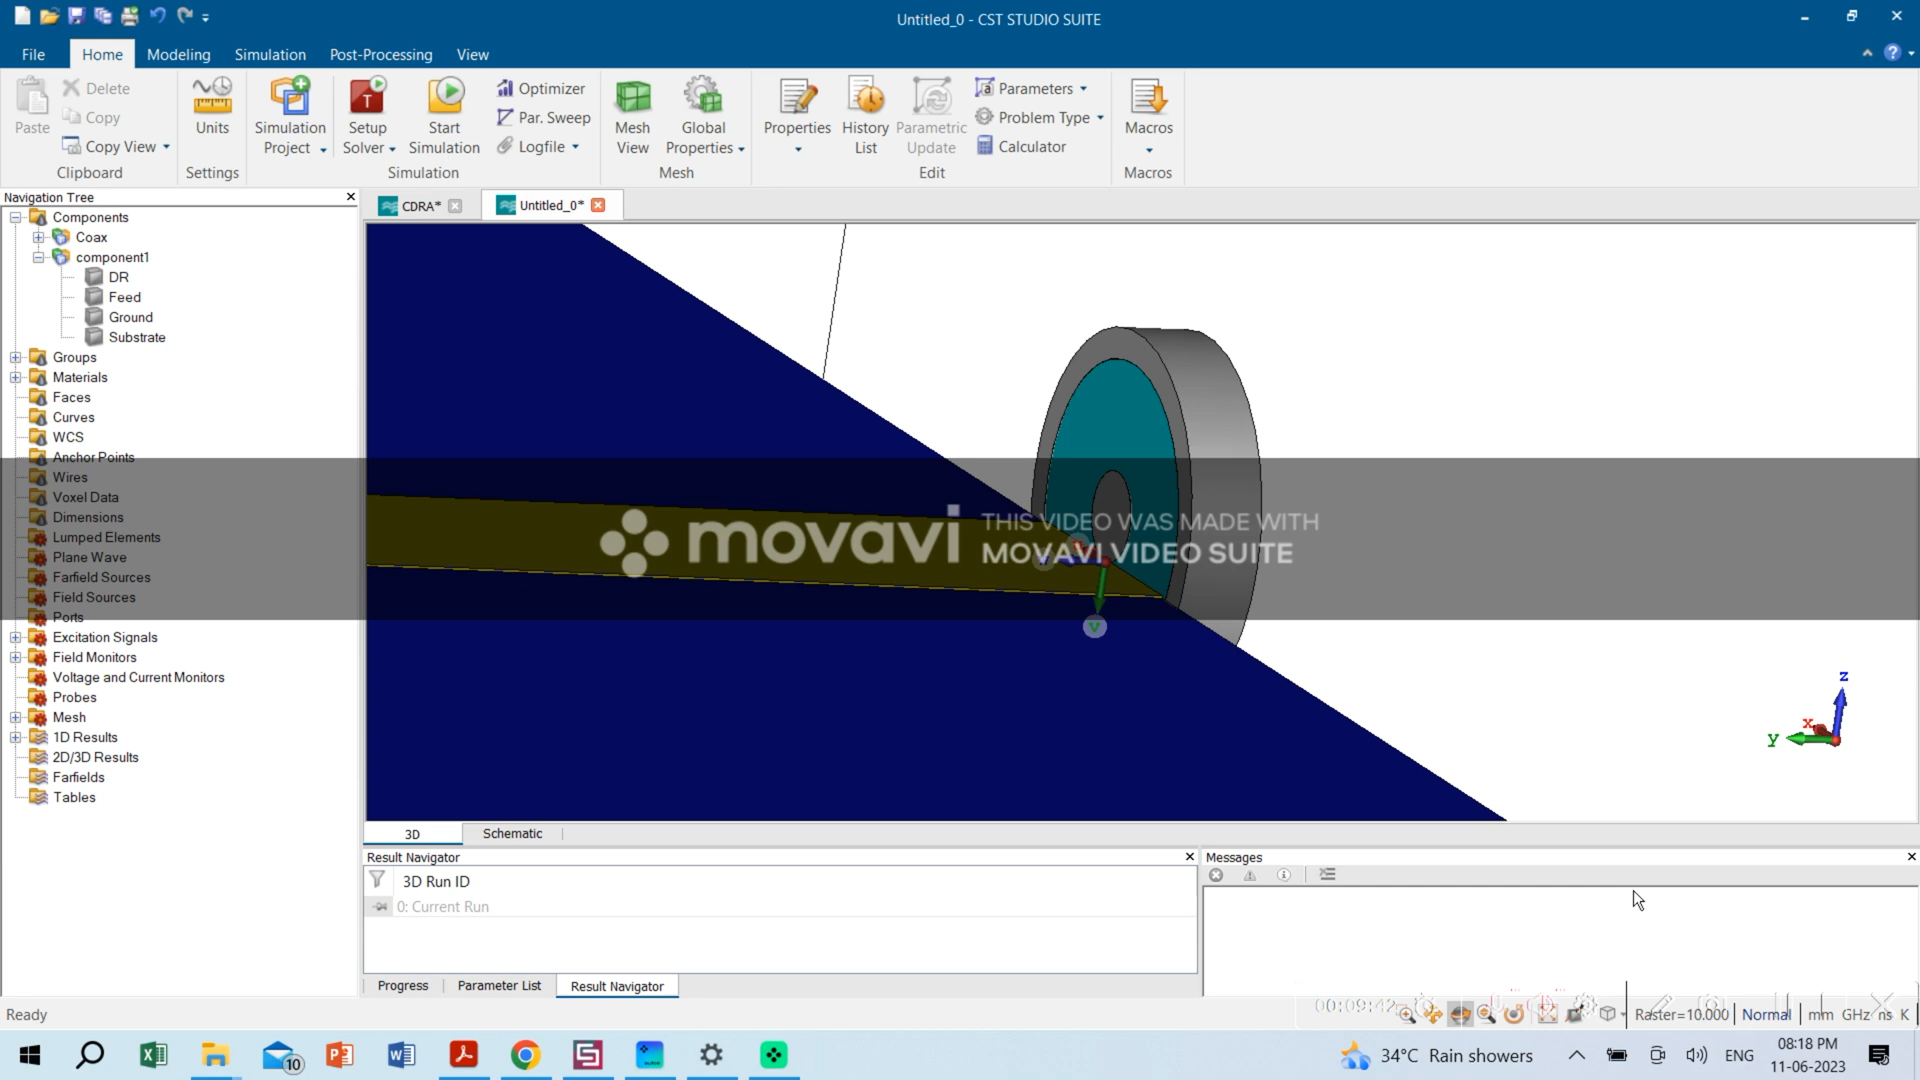 Untitled_0 - CST STUDIO SUITE
File Home Modeling Simulation Post-Processing View
Paste
Delete
Copy
Copy View
Clipboard
Units
Settings
Simulation Project
Setup Solver
Start Simulation
Optimizer
Par. Sweep
Logfile
Simulation
Mesh View
Global Properties
Mesh
Properties
History List
Parametric Update
Parameters
Problem Type
Calculator
Edit
Macros
Macros
Navigation Tree
Components
Coax
component1
DR
Feed
Ground
Substrate
Groups
Materials
Faces
Curves
WCS
Anchor Points
Wires
Voxel Data
Dimensions
Lumped Elements
Plane Wave
Farfield Sources
Field Sources
Ports
Excitation Signals
Field Monitors
Voltage and Current Monitors
Probes
Mesh
1D Results
2D/3D Results
Farfields
Tables
CDRA* Untitled_0*
movavi
THIS VIDEO WAS MADE WITH
MOVAVI VIDEO SUITE
v
z
x
y
3D Schematic
Result Navigator
3D Run ID
0: Current Run
Progress Parameter List Result Navigator
Messages
Ready
00:09:42
Raster=10.000 Normal mm GHz ns K
10
34°C Rain showers
ENG
08:18 PM
11-06-2023